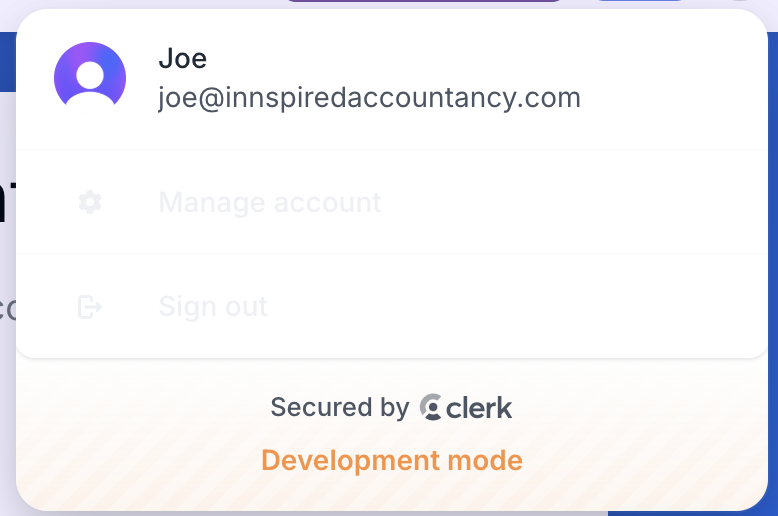 Joe
joe@innspiredaccountancy.com
Manage account
Sign out
Secured by clerk
Development mode